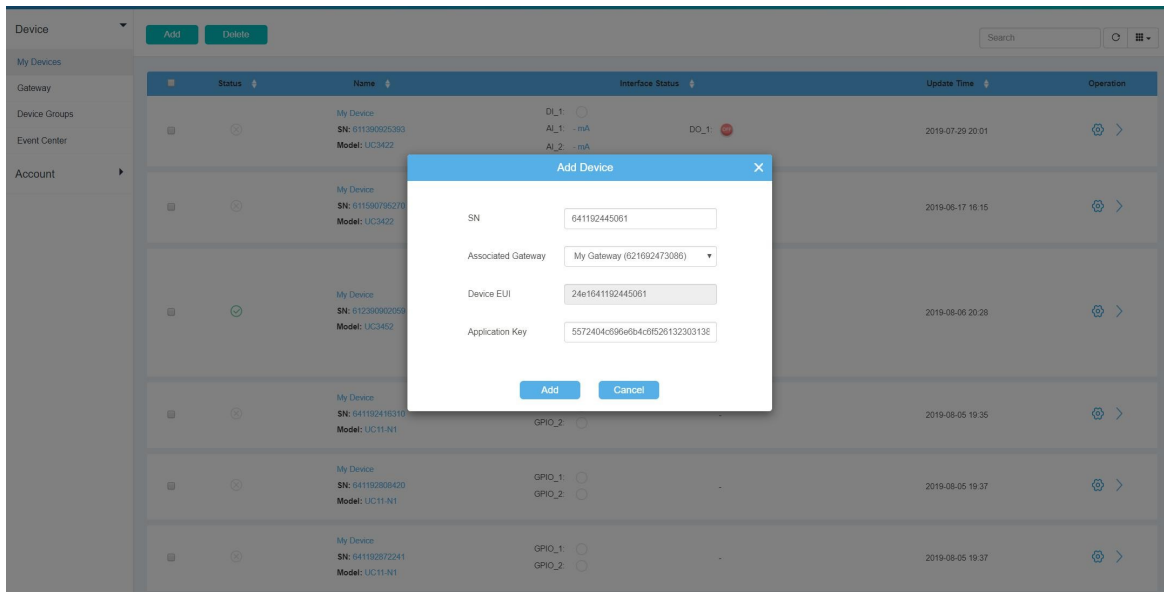 Device
My Devices
Gateway
Device Groups
Event Center
Account
Add Delete
Search
Status Name Interface Status Update Time Operation
My Device
SN: 611390925393
Model: UC3422
DI_1:
AI_1: - mA
AI_2: - mA
DO_1:
2019-07-29 20:01
My Device
SN: 611590795270
Model: UC3422
2019-06-17 16:15
My Device
SN: 612390902059
Model: UC3452
2019-08-06 20:28
My Device
SN: 641192416310
Model: UC11-N1
GPIO_2:
-
2019-08-05 19:35
My Device
SN: 641192808420
Model: UC11-N1
GPIO_1:
GPIO_2:
-
2019-08-05 19:37
My Device
SN: 641192872241
Model: UC11-N1
GPIO_1:
GPIO_2:
-
2019-08-05 19:37
Add Device
SN 641192445061
Associated Gateway My Gateway (621692473086)
Device EUI 24e1641192445061
Application Key 5572404c696e6b4c6f526132303138
Add Cancel